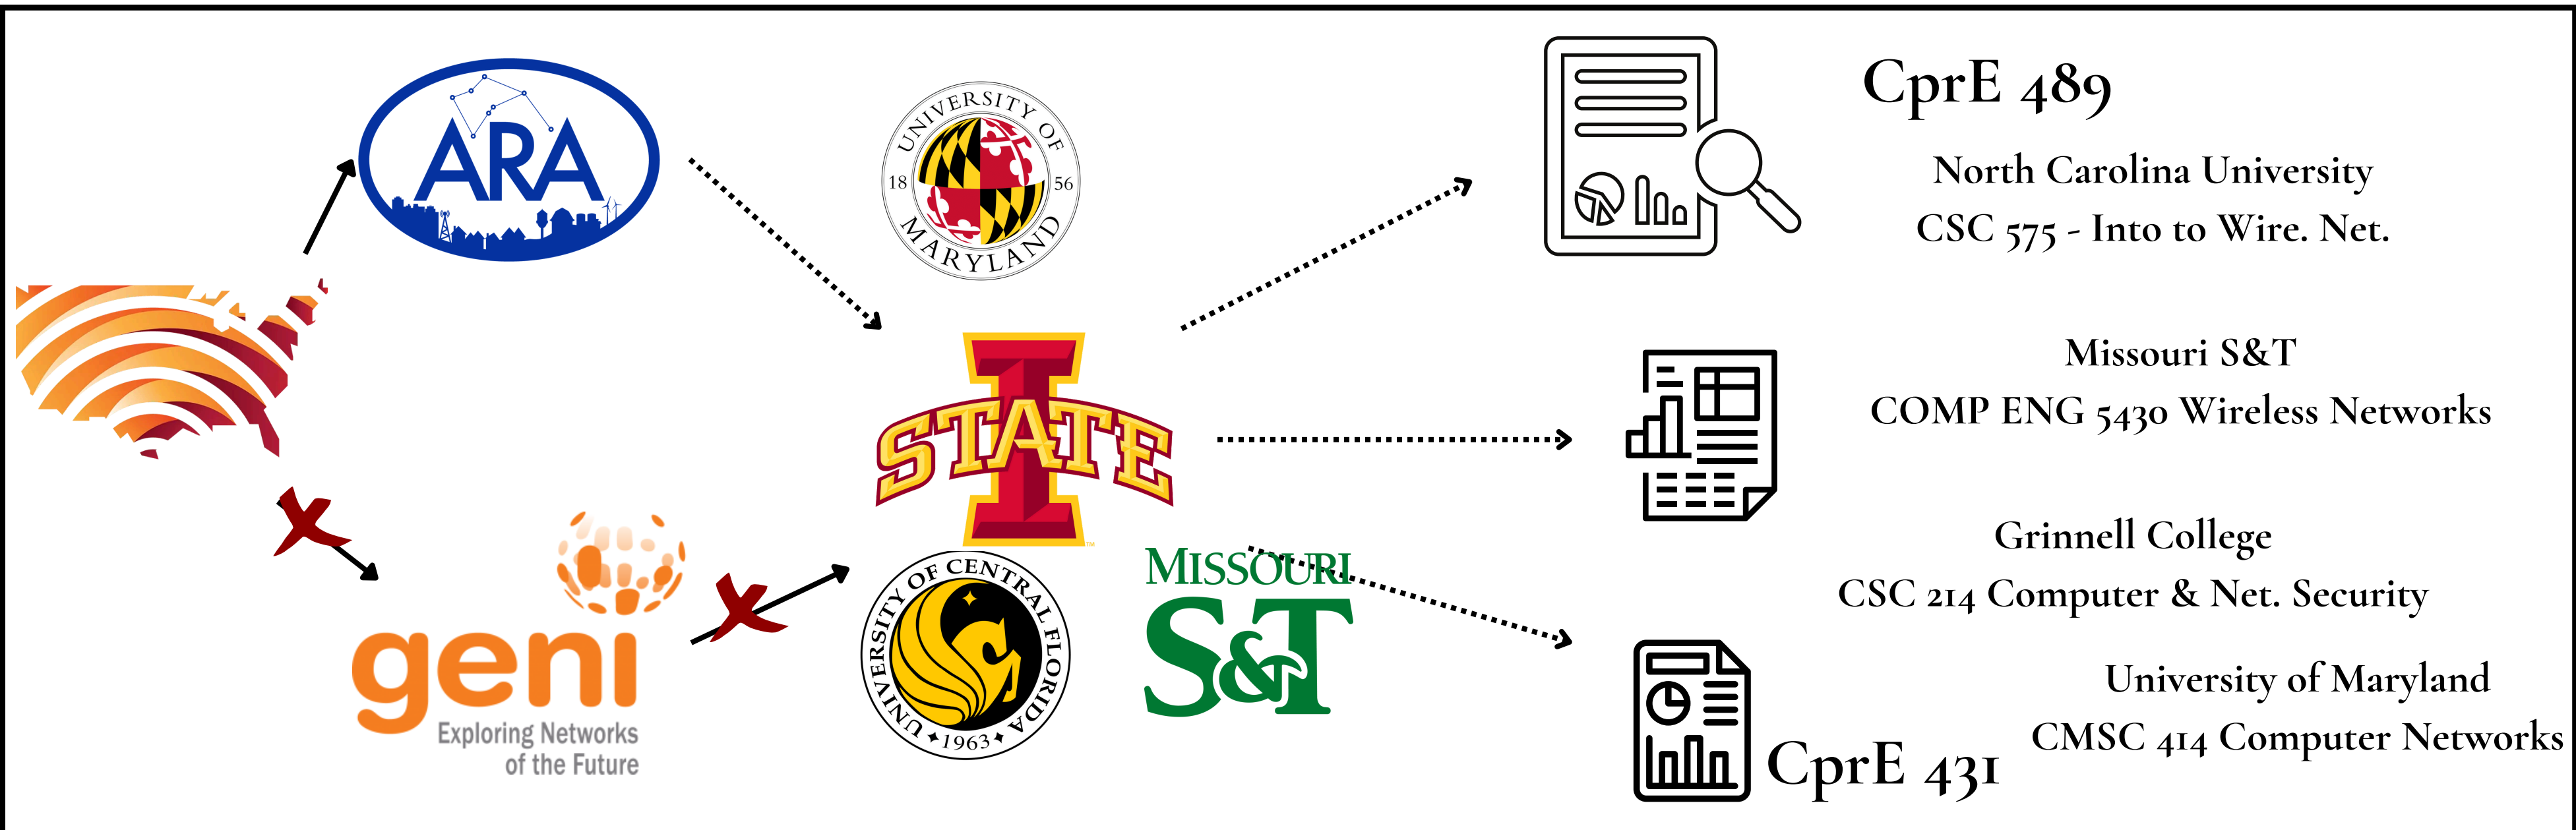 ARA
UNIVERSITY OF
18 56
MARYLAND
CprE 489
North Carolina University
CSC 575 - Into to Wire. Net.
STATE
I
TM
Missouri S&T
COMP ENG 5430 Wireless Networks
geni
Exploring Networks
of the Future
UNIVERSITY OF CENTRAL FLORIDA
1963
MISSOURI
S&T
Grinnell College
CSC 214 Computer & Net. Security
University of Maryland
CMSC 414 Computer Networks
CprE 431